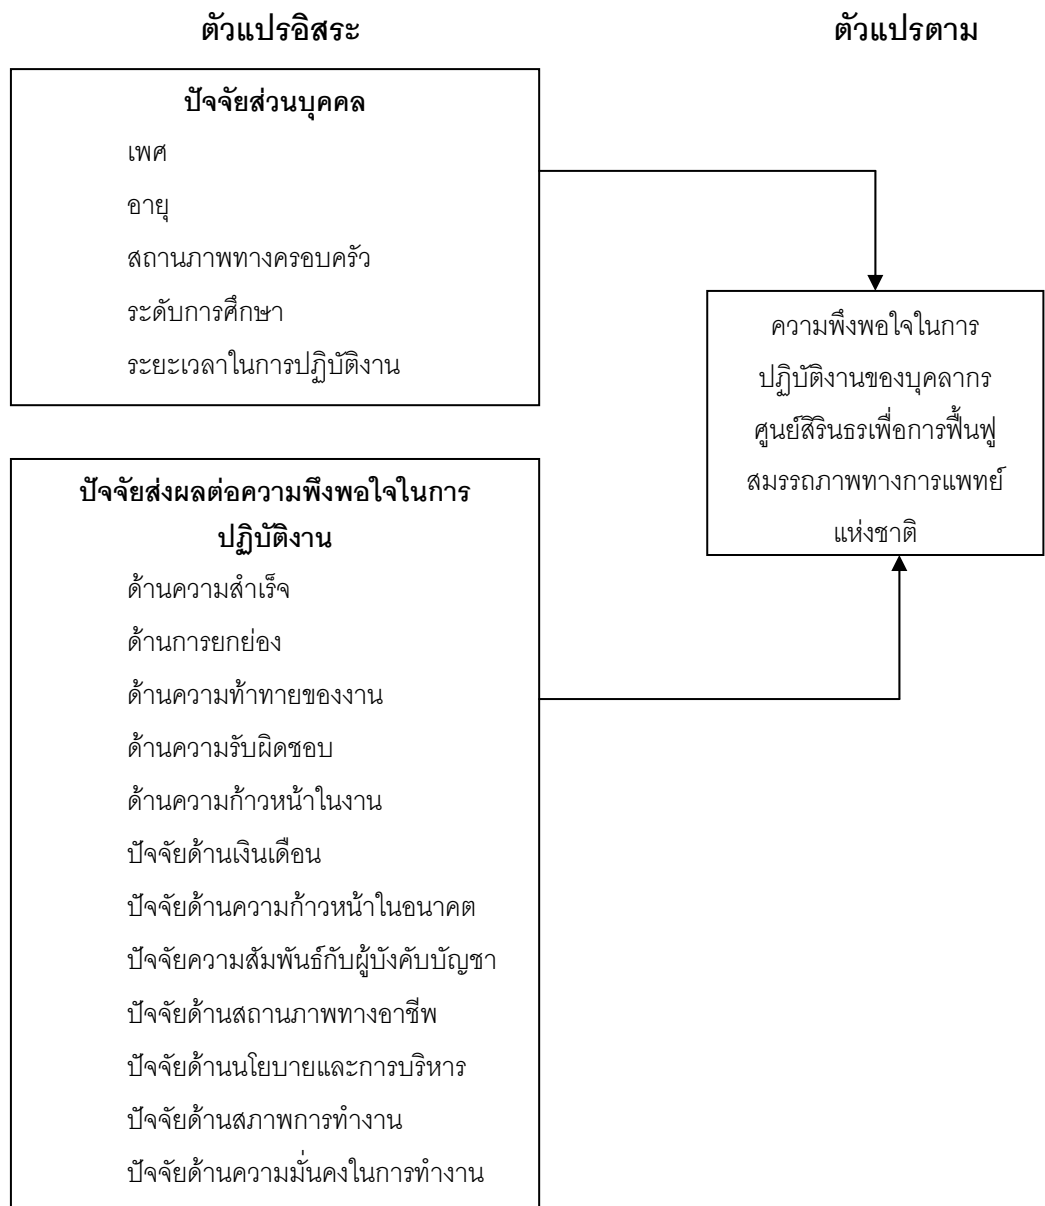 ตัวแปรอิสระ
ตัวแปรตาม
ปัจจัยส่วนบุคคล
เพศ
อายุ
สถานภาพทางครอบครัว
ระดับการศึกษา
ระยะเวลาในการปฏิบัติงาน
ความพึงพอใจในการ
ปฏิบัติงานของบุคลากร
ศูนย์สิรินธรเพื่อการฟื้นฟู
สมรรถภาพทางการแพทย์
แห่งชาติ
ปัจจัยส่งผลต่อความพึงพอใจในการ
ปฏิบัติงาน
ด้านความสำเร็จ
ด้านการยกย่อง
ด้านความท้าทายของงาน
ด้านความรับผิดชอบ
ด้านความก้าวหน้าในงาน
ปัจจัยด้านเงินเดือน
ปัจจัยด้านความก้าวหน้าในอนาคต
ปัจจัยความสัมพันธ์กับผู้บังคับบัญชา
ปัจจัยด้านสถานภาพทางอาชีพ
ปัจจัยด้านนโยบายและการบริหาร
ปัจจัยด้านสภาพการทำงาน
ปัจจัยด้านความมั่นคงในการทำงาน